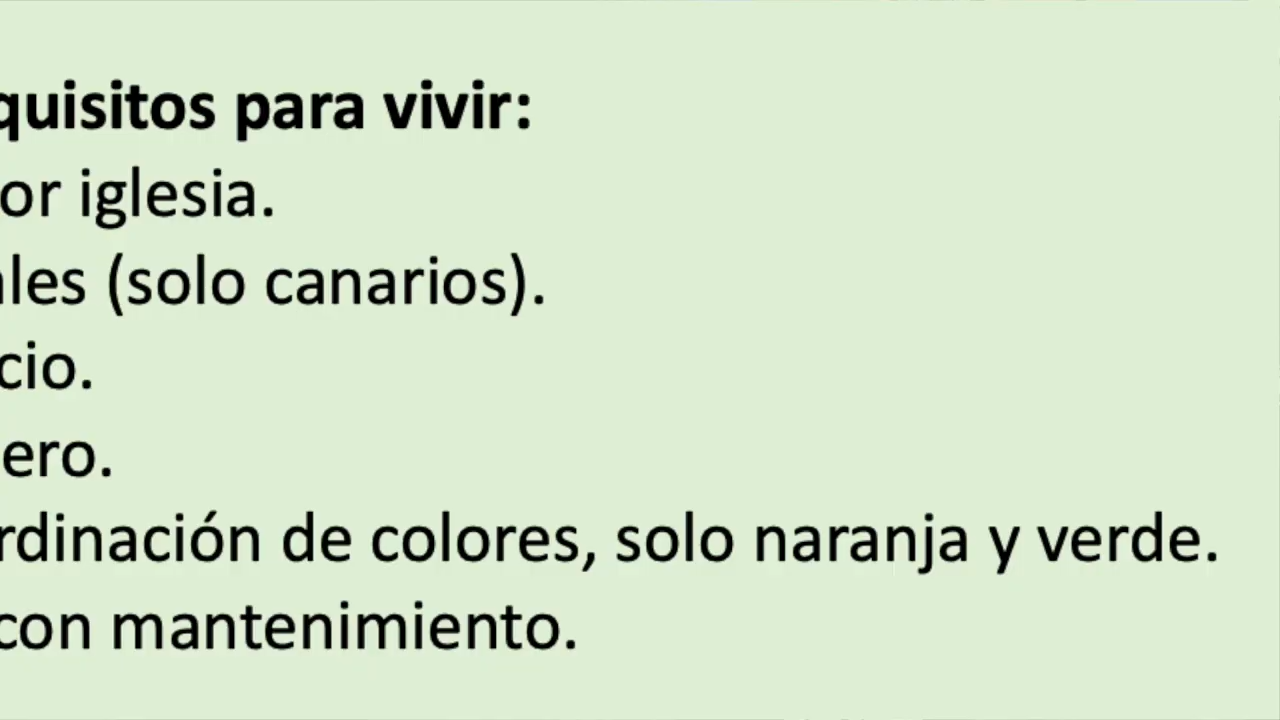 quisitos para vivir:
or iglesia.
ales (solo canarios).
cio.
ero.
rdinación de colores, solo naranja y verde.
con mantenimiento.